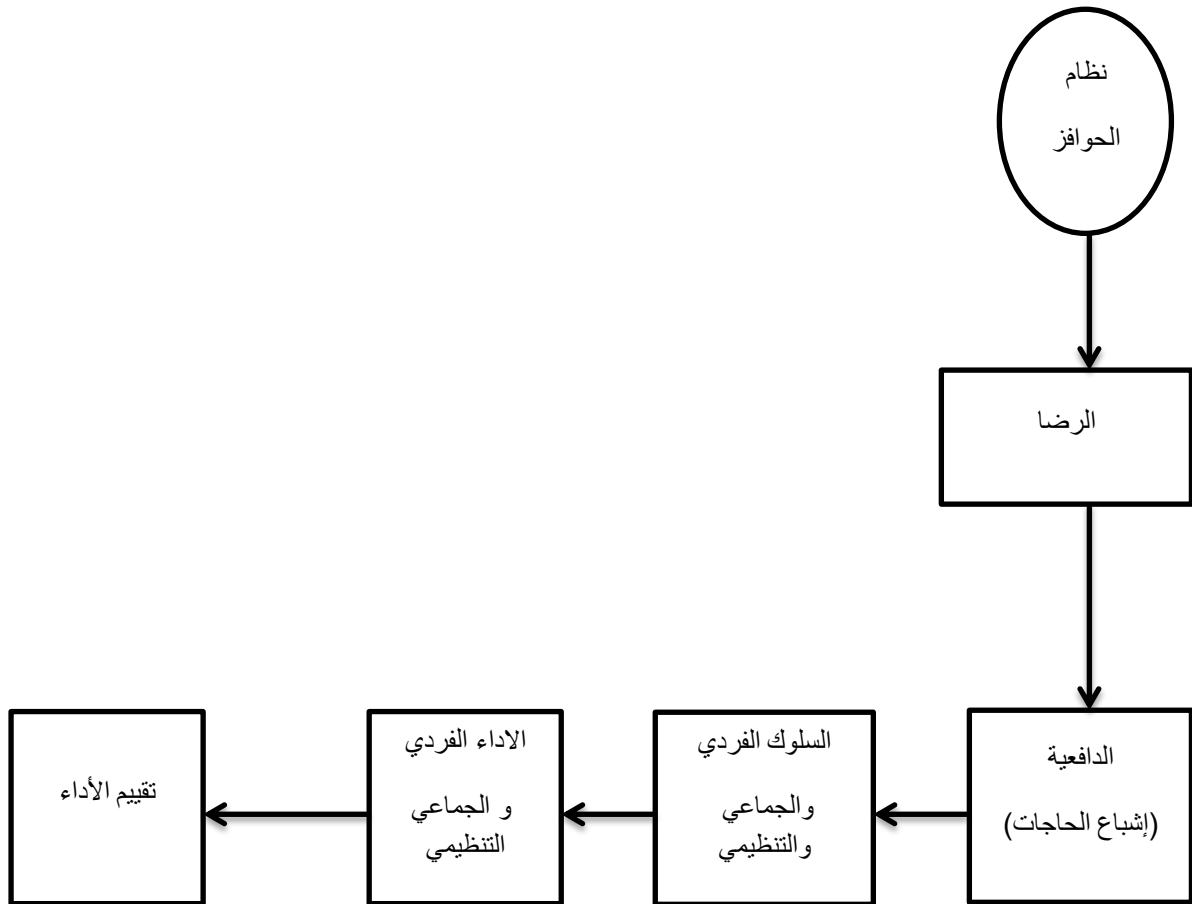 نظام
الحوافز
الرضا
الدافعية
(إشباع الحاجات)
السلوك الفردي
والجماعي
والتنظيمي
الاداء الفردي
و الجماعي
التنظيمي
تقييم الأداء